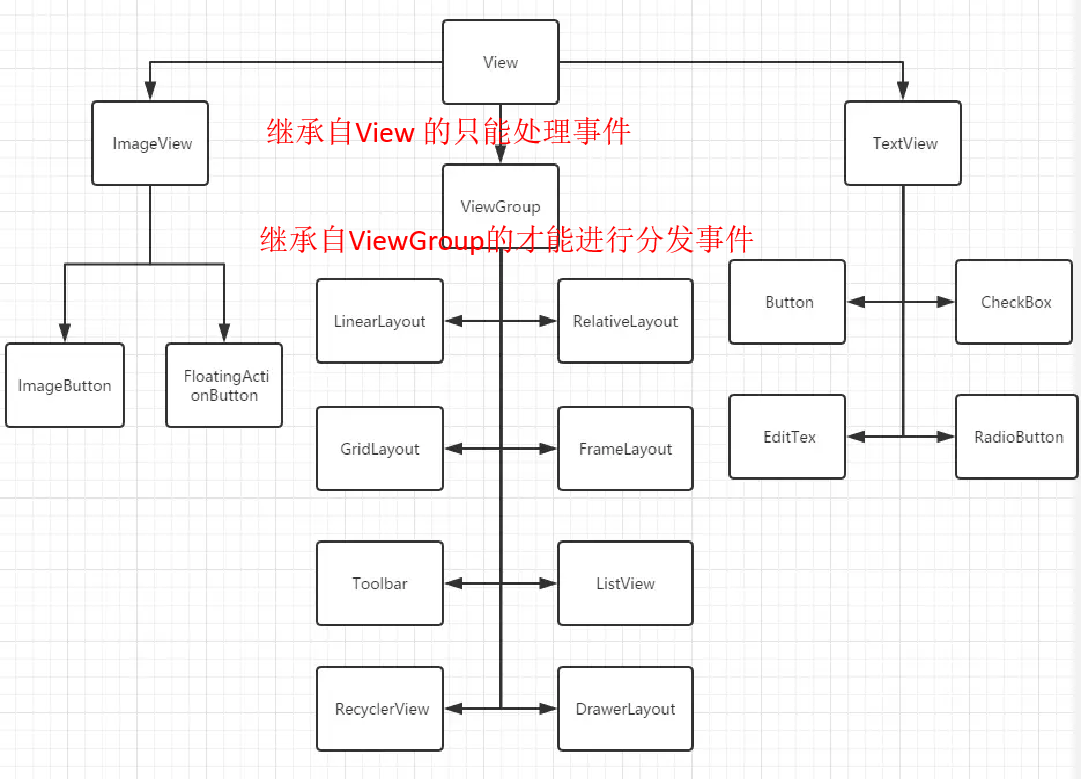 View
ImageView
继承自View 的只能处理事件
TextView
ViewGroup
继承自ViewGroup的才能进行分发事件
LinearLayout
RelativeLayout
Button
CheckBox
ImageButton
FloatingActi
onButton
GridLayout
FrameLayout
EditTex
RadioButton
Toolbar
ListView
RecyclerView
DrawerLayout